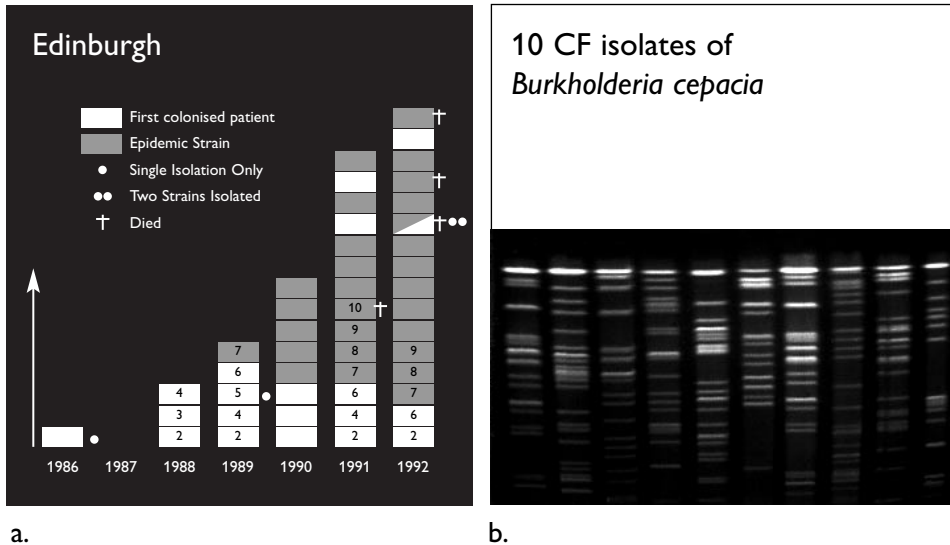 Edinburgh
First colonised patient
Epidemic Strain
Single Isolation Only
Two Strains Isolated
Died
10
9
9
7
8
8
6
7
7
4
5
6
6
3
4
4
2
2
2
2
1986
1987
1988
1989
1990
1991
1992
a.
10 CF isolates of
Burkholderia cepacia
b.